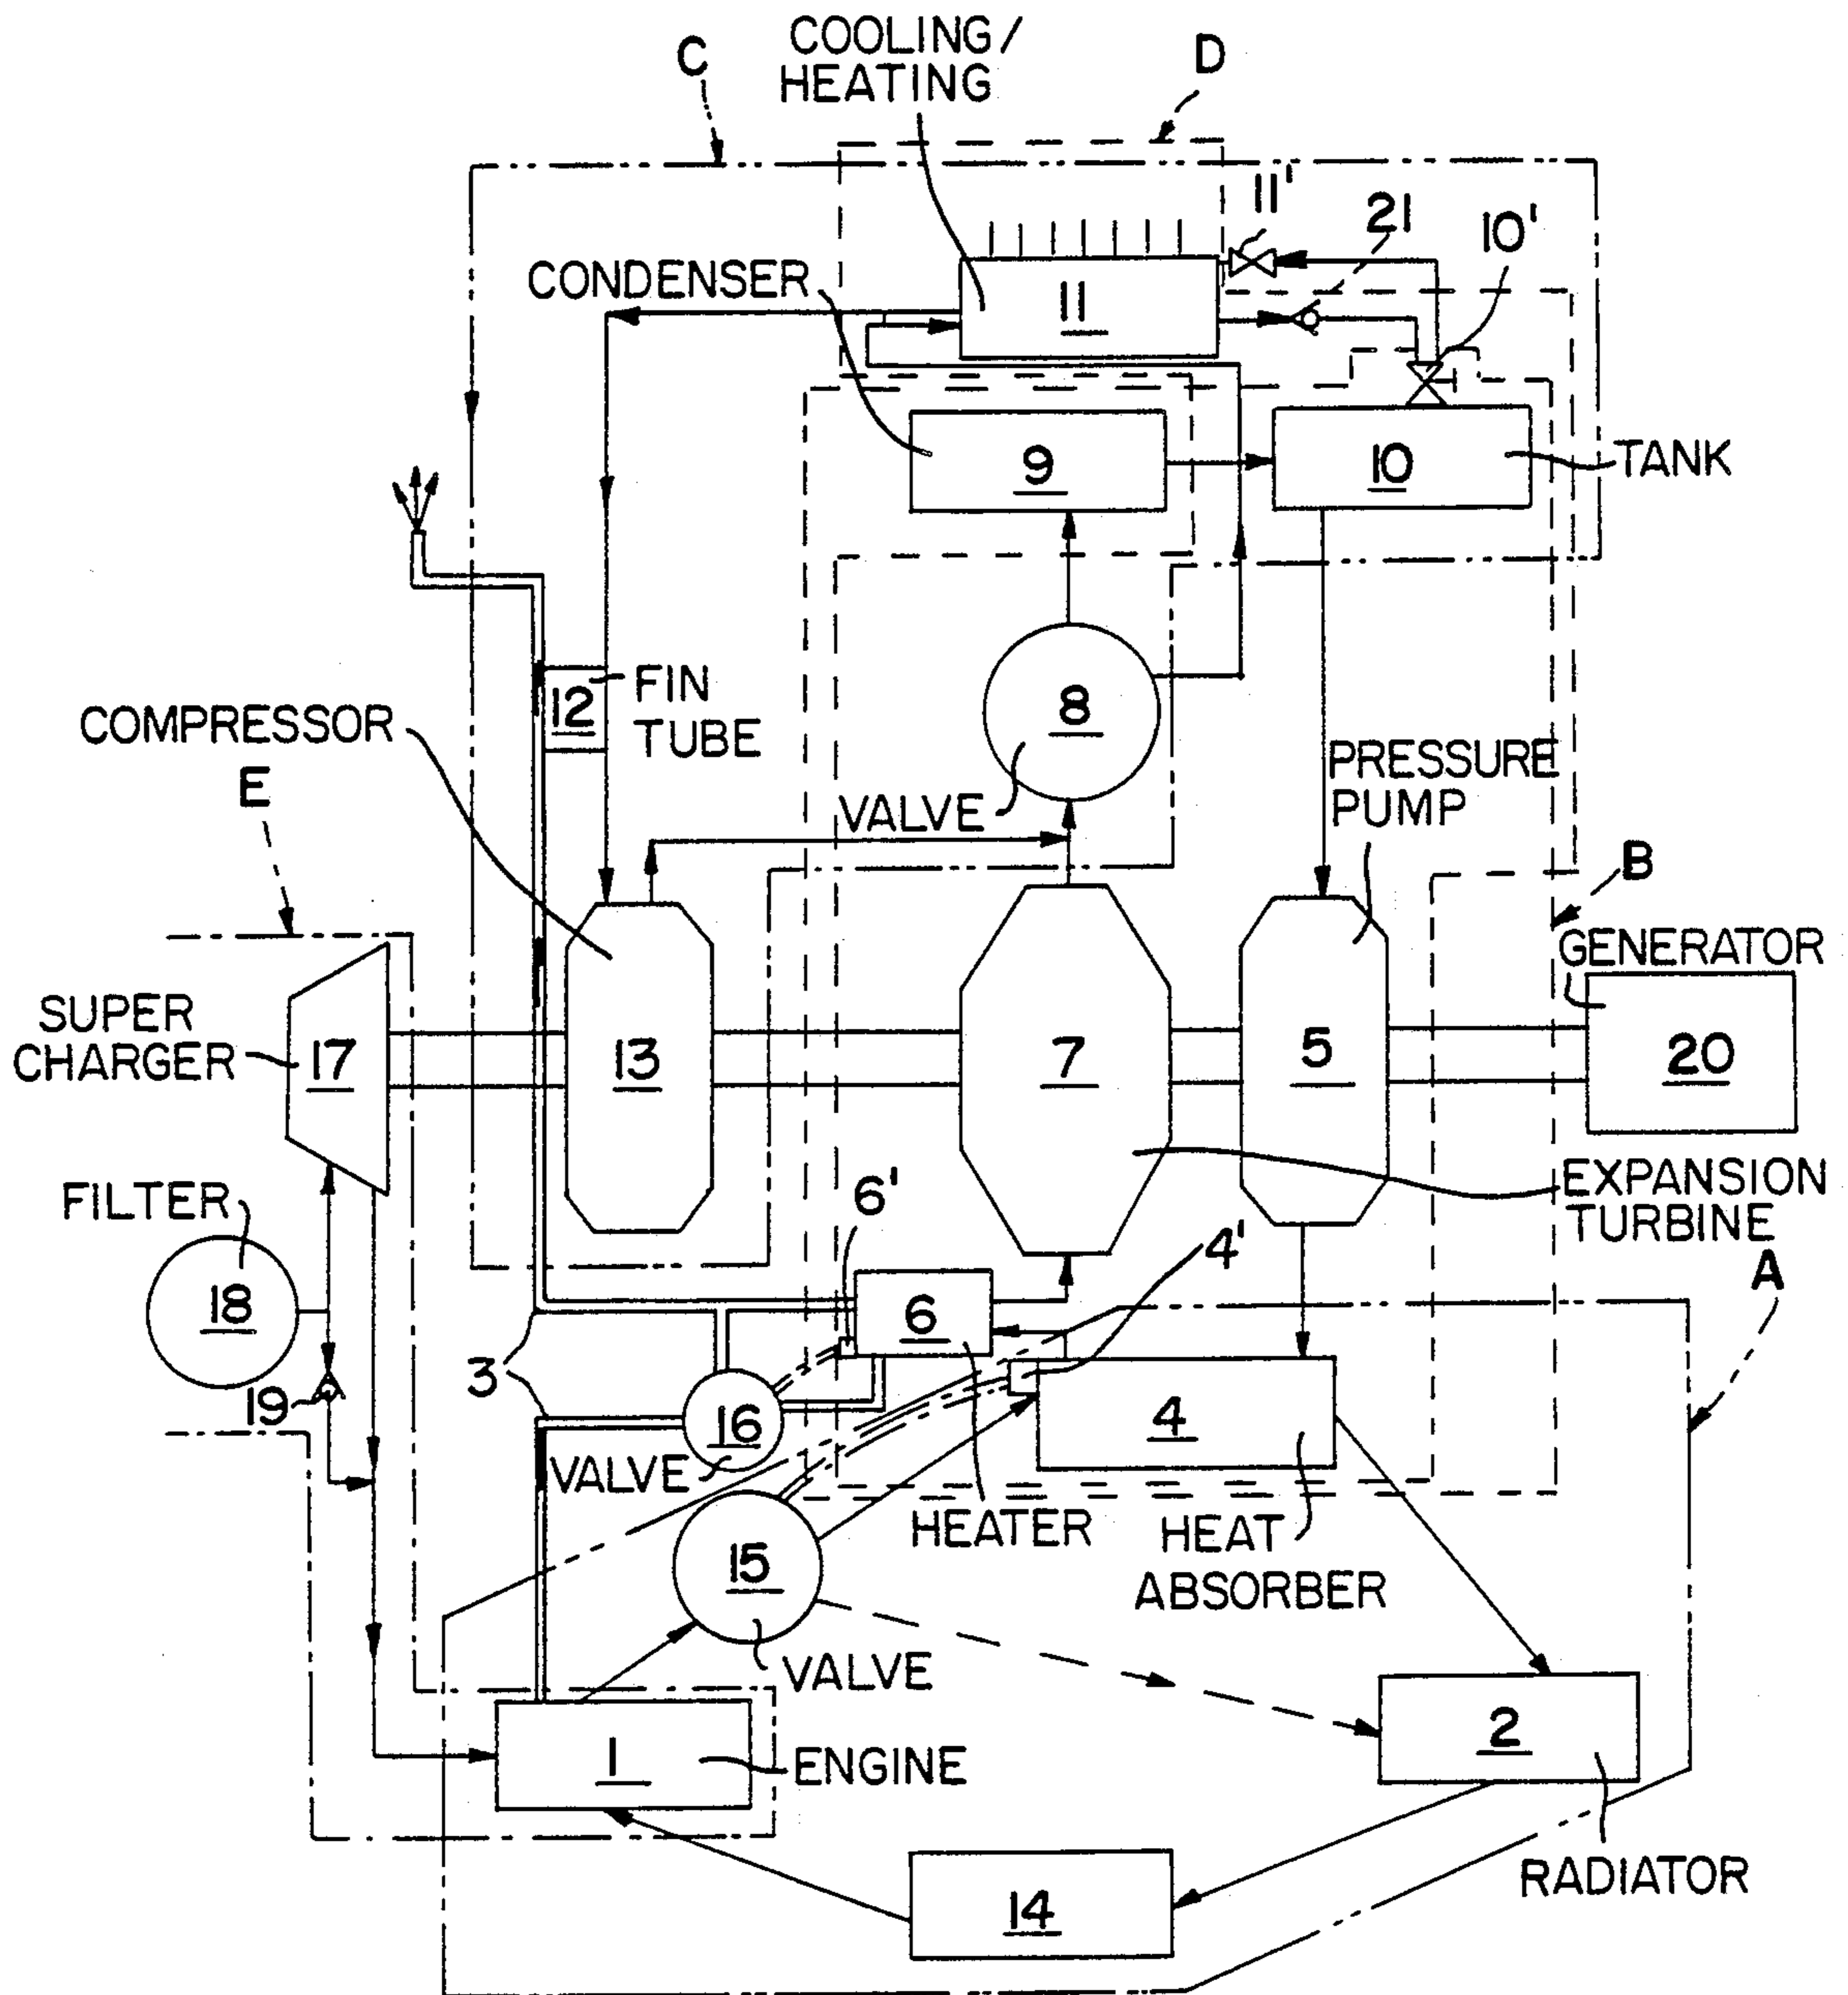 COOLING/
HEATING
C
D
11'
21
10'
CONDENSER
11
9
10
TANK
12
FIN
TUBE
8
COMPRESSOR
E
VALVE
PRESSURE
PUMP
B
GENERATOR
SUPER
CHARGER
17
13
7
5
20
FILTER
6'
4'
EXPANSION
TURBINE
18
6
A
3
19
16
4
VALVE
HEATER
HEAT
ABSORBER
15
VALVE
2
1
ENGINE
RADIATOR
14